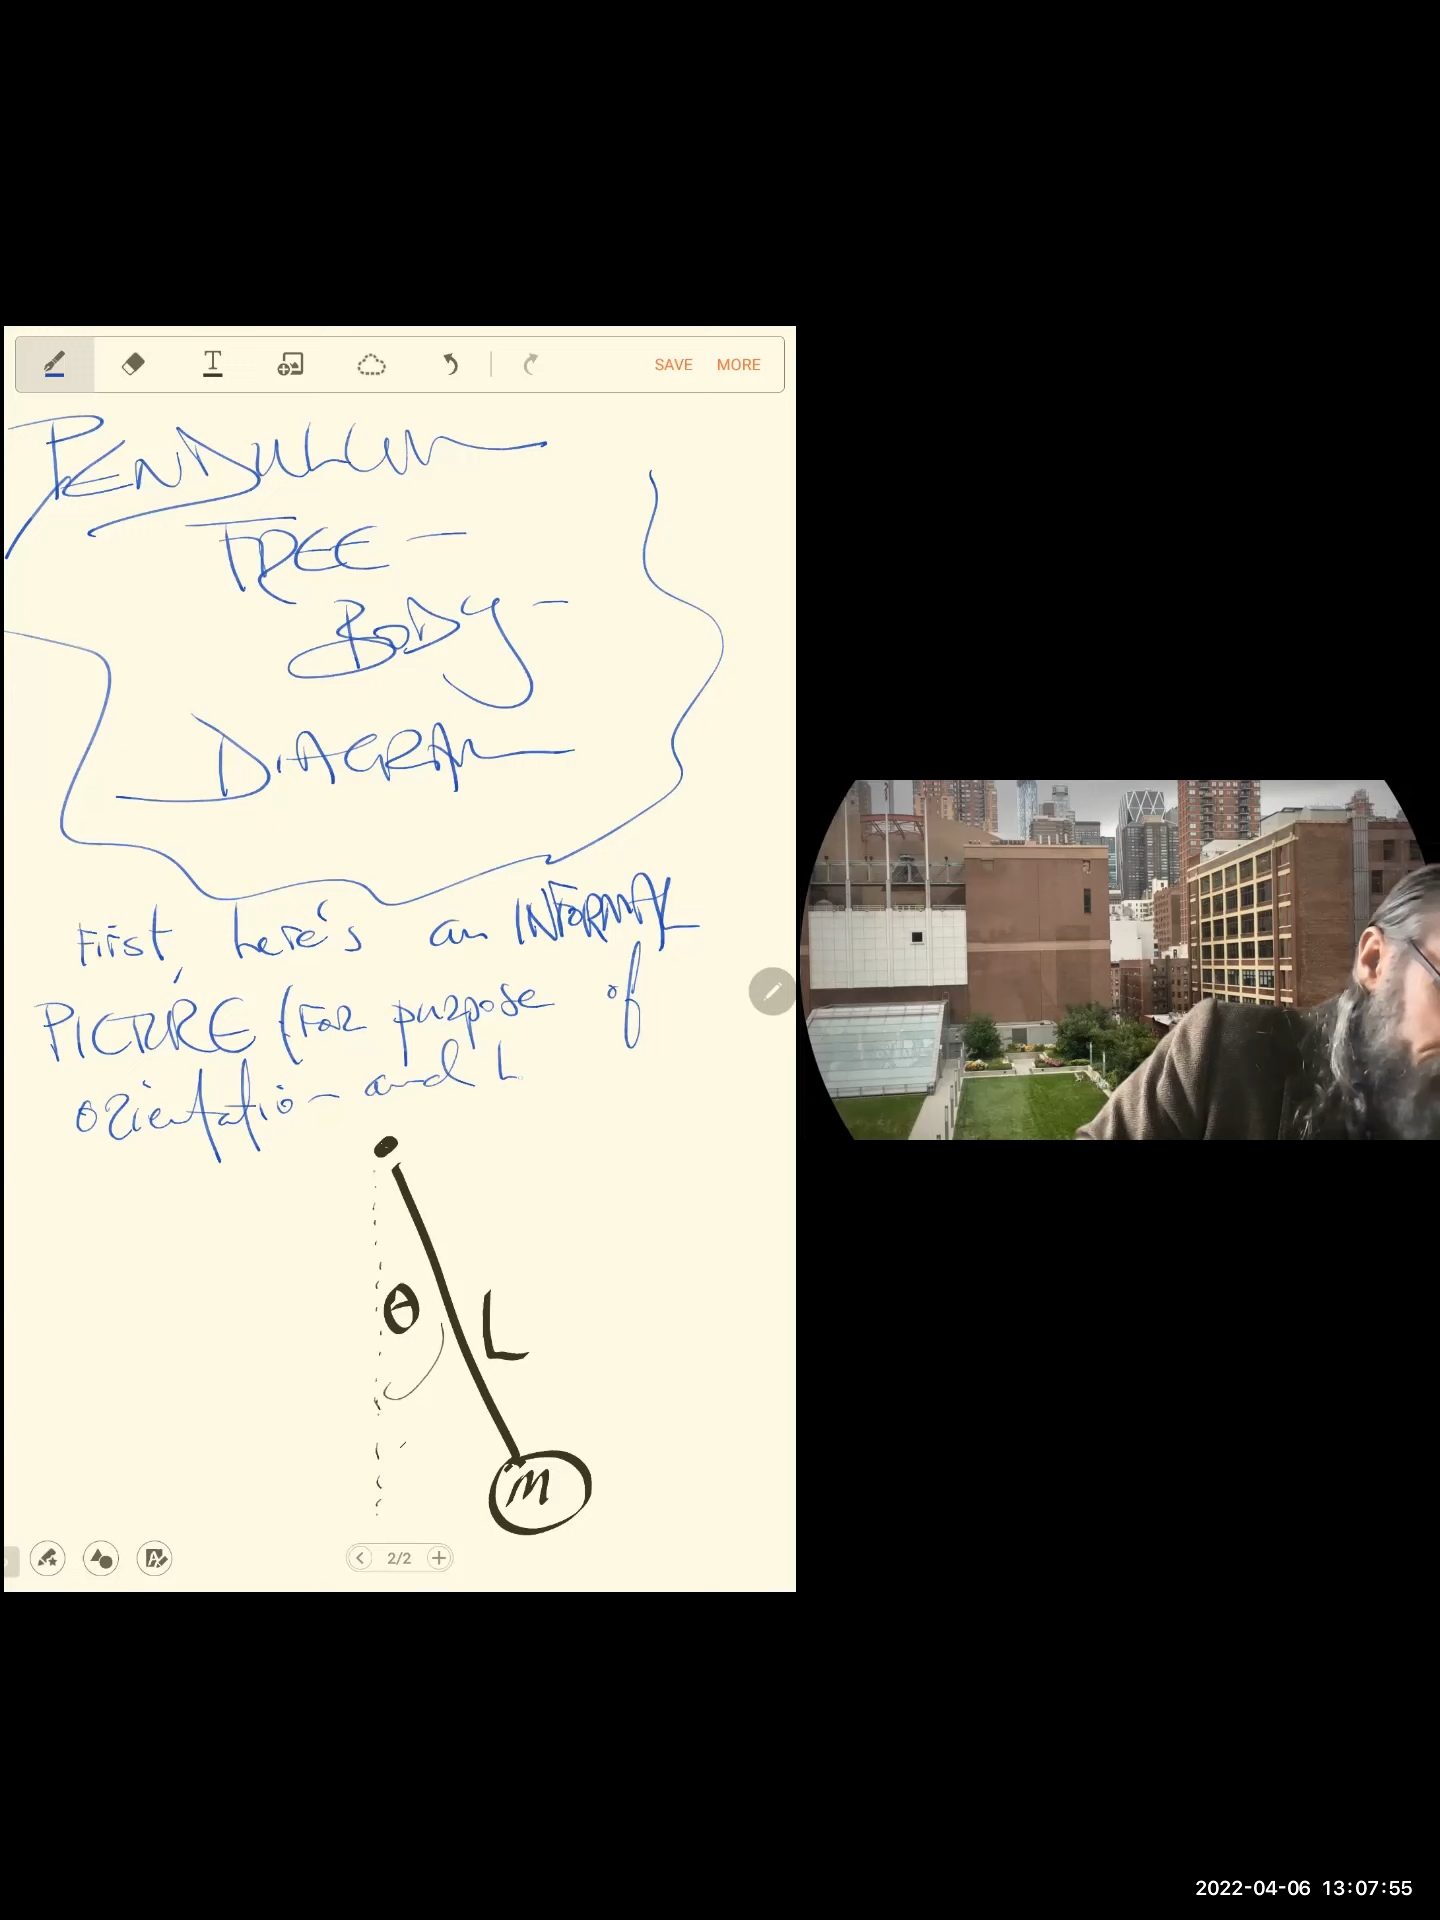 SAVE MORE
PENDULUM
FREE-
BODY-
DIAGRAM
First, here's an INFORMAL
PICTURE (FOR purpose of
orientation and L
θ
L
m
2/2
2022-04-06 13:07:55